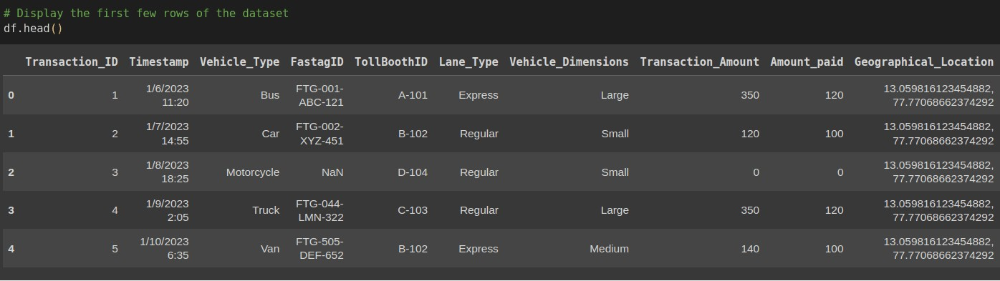 # Display the first few rows of the dataset
df.head()
Transaction_ID Timestamp Vehicle_Type FastagID TollBoothID Lane_Type Vehicle_Dimensions Transaction_Amount Amount_paid Geographical_Location
0 1 1/6/2023 11:20 Bus FTG-001-ABC-121 A-101 Express Large 350 120 13.059816123454882, 77.77068662374292
1 2 1/7/2023 14:55 Car FTG-002-XYZ-451 B-102 Regular Small 120 100 13.059816123454882, 77.77068662374292
2 3 1/8/2023 18:25 Motorcycle NaN D-104 Regular Small 0 0 13.059816123454882, 77.77068662374292
3 4 1/9/2023 2:05 Truck FTG-044-LMN-322 C-103 Regular Large 350 120 13.059816123454882, 77.77068662374292
4 5 1/10/2023 6:35 Van FTG-505-DEF-652 B-102 Express Medium 140 100 13.059816123454882, 77.77068662374292